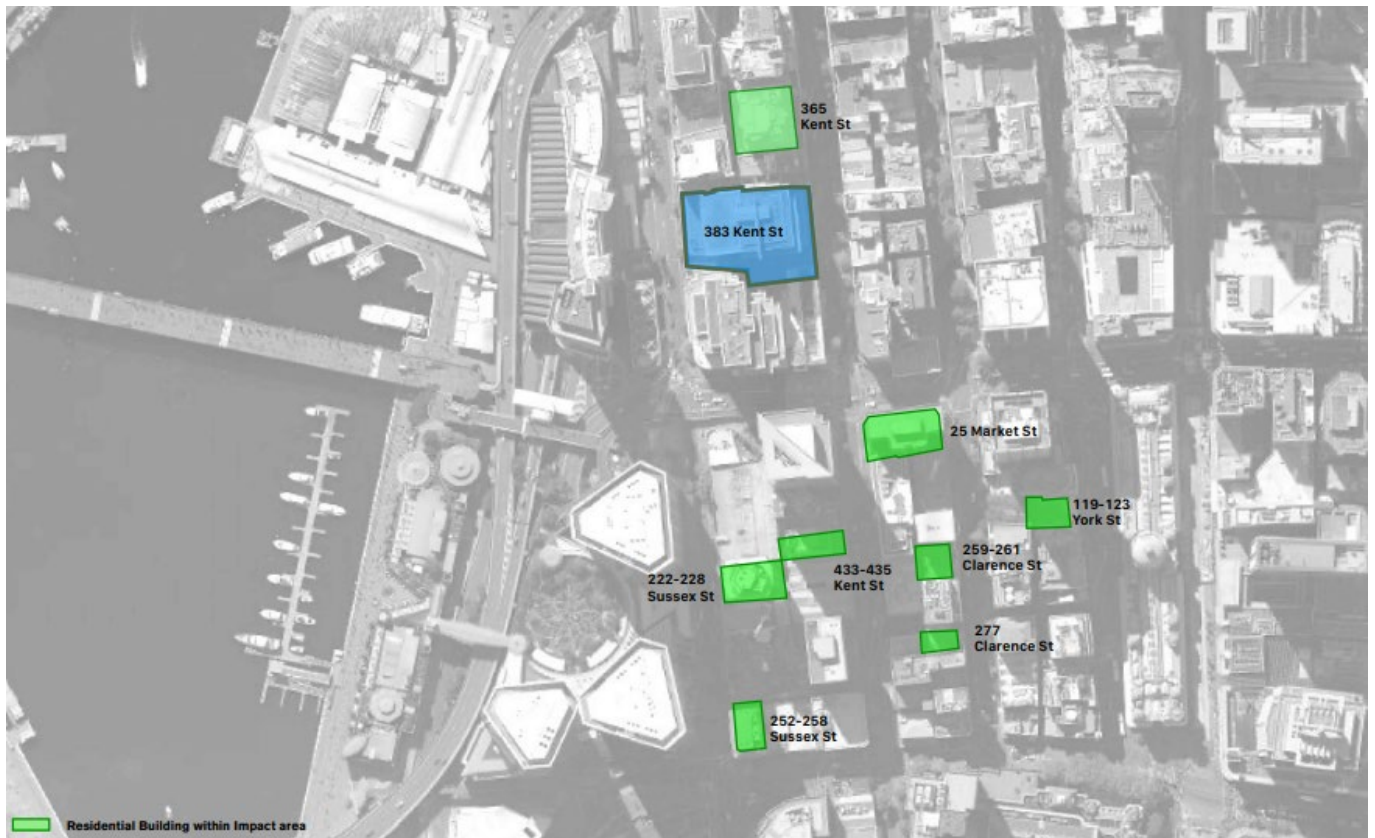 365
Kent St
383 Kent St
25 Market St
119-123
York St
259-261
Clarence St
433-435
Kent St
222-228
Sussex St
277
Clarence St
252-258
Sussex St
Residential Building within Impact area